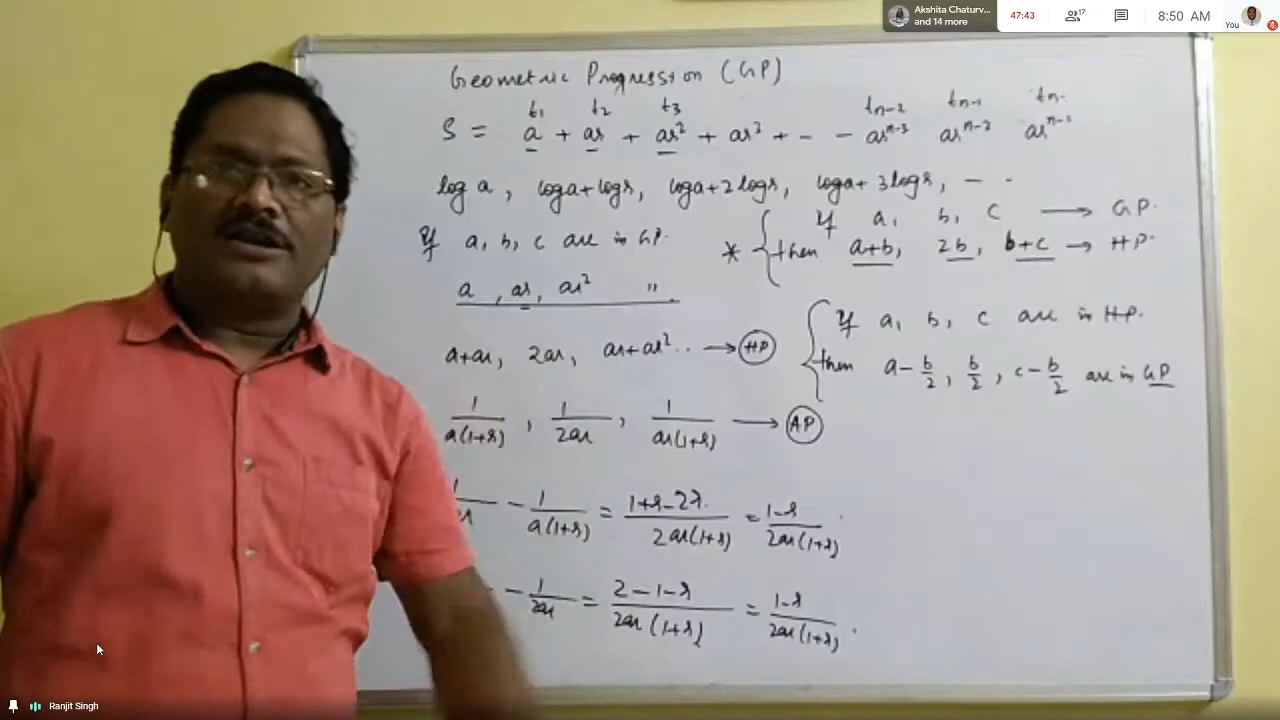 Akshita Chaturv...
and 14 more
47:43
17
8:50 AM
You
Geometric Progression (GP)
t₁ t₂ t₃ tn-2 tn-1 tn-
S = a + ar + ar² + ar³ + - - arⁿ⁻³ arⁿ⁻² arⁿ⁻¹
log a, loga+logr, loga+2logr, loga+3logr, - -
If a, b, c are in GP.
a, ar, ar² "
* { If a, b, c → GP.
then a+b, 2b, b+c → HP.
a+ar, 2ar, ar+ar².. → HP
{ If a, b, c are in HP.
then a - b/2, b/2, c - b/2 are in GP
1/a(1+r), 1/2ar, 1/ar(1+r) → AP
- 1/a(1+r) = 1+r-2r/2ar(1+r) = 1-r/2ar(1+r)
- 1/2ar = 2-1-r/2ar(1+r) = 1-r/2ar(1+r).
Ranjit Singh